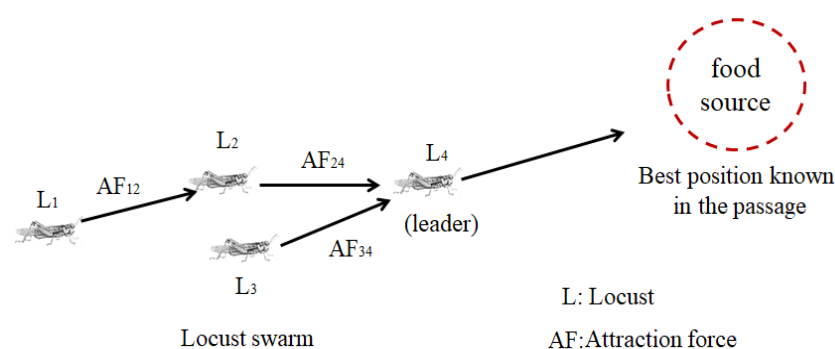 food
source
L2
L4
AF24
AF12
L1
Best position known
in the passage
(leader)
AF34
L3
L: Locust
Locust swarm
AF:Attraction force